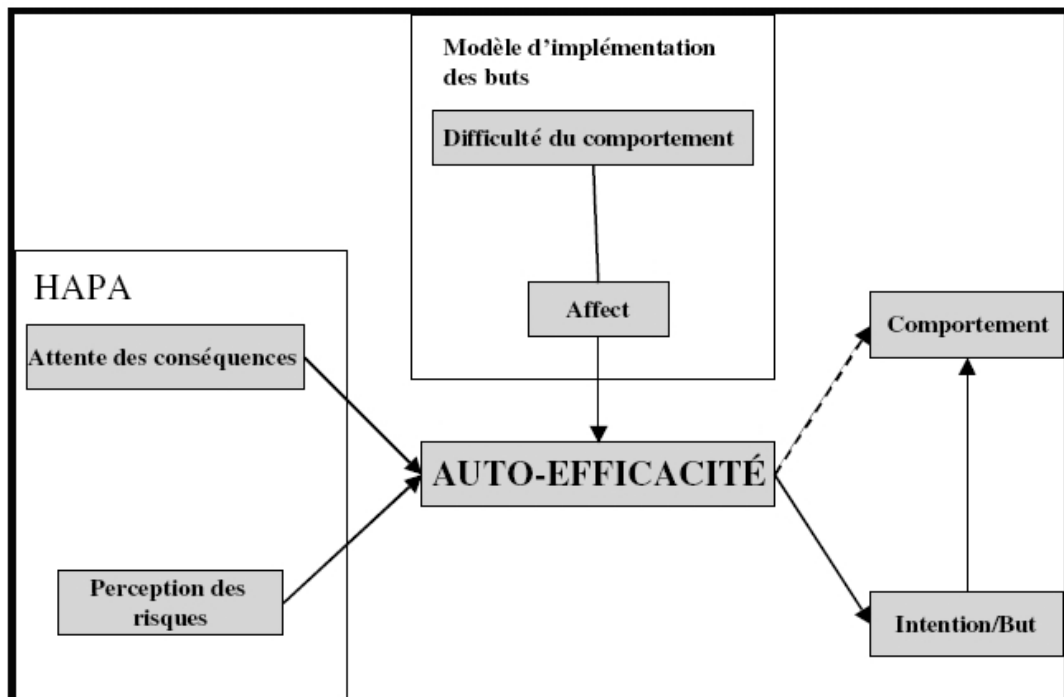 Modèle d'implémentation
des buts
Difficulté du comportement
HAPA
Attente des conséquences
Affect
Comportement
AUTO-EFFICACITÉ
Perception des
risques
Intention/But